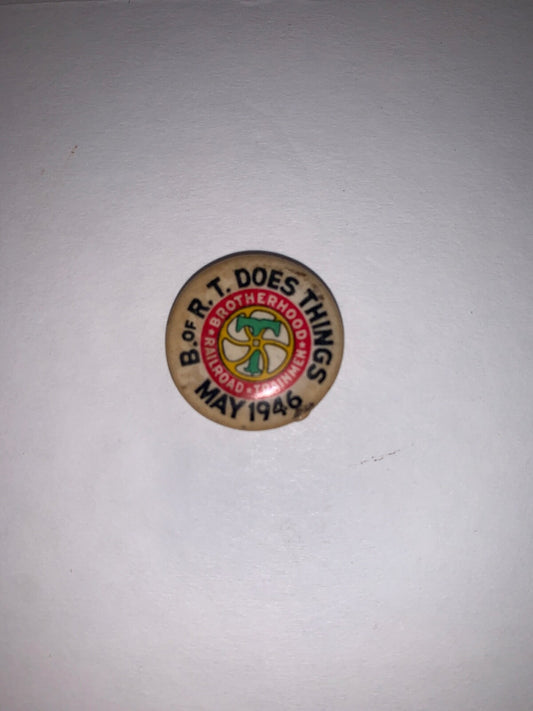 B. OF R. T. DOES THINGS
MAY 1946
BROTHERHOOD
RAILROAD * TRAINMEN
T